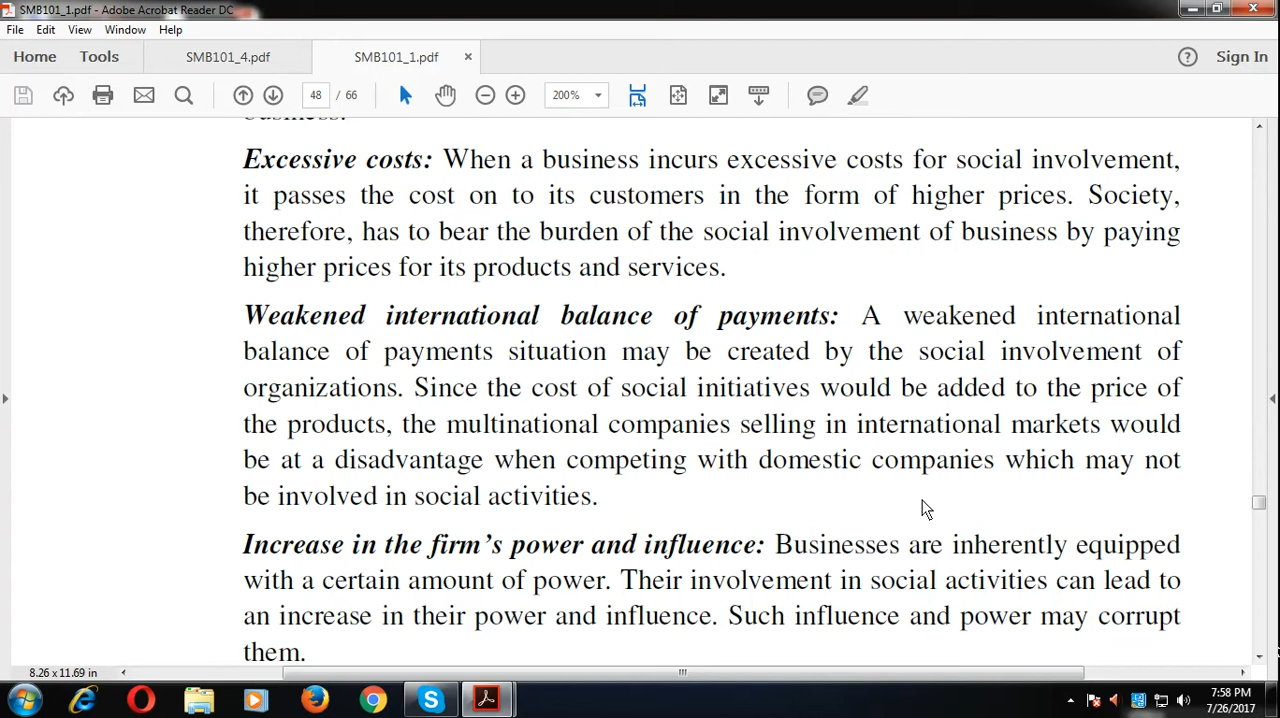 SMB101_1.pdf - Adobe Acrobat Reader DC
File Edit View Window Help
Home Tools SMB101_4.pdf SMB101_1.pdf × ? Sign In
48 / 66 200%
business.
Excessive costs: When a business incurs excessive costs for social involvement,
it passes the cost on to its customers in the form of higher prices. Society,
therefore, has to bear the burden of the social involvement of business by paying
higher prices for its products and services.
Weakened international balance of payments: A weakened international
balance of payments situation may be created by the social involvement of
organizations. Since the cost of social initiatives would be added to the price of
the products, the multinational companies selling in international markets would
be at a disadvantage when competing with domestic companies which may not
be involved in social activities.
Increase in the firm's power and influence: Businesses are inherently equipped
with a certain amount of power. Their involvement in social activities can lead to
an increase in their power and influence. Such influence and power may corrupt
them.
8.26 x 11.69 in
7:58 PM
7/26/2017